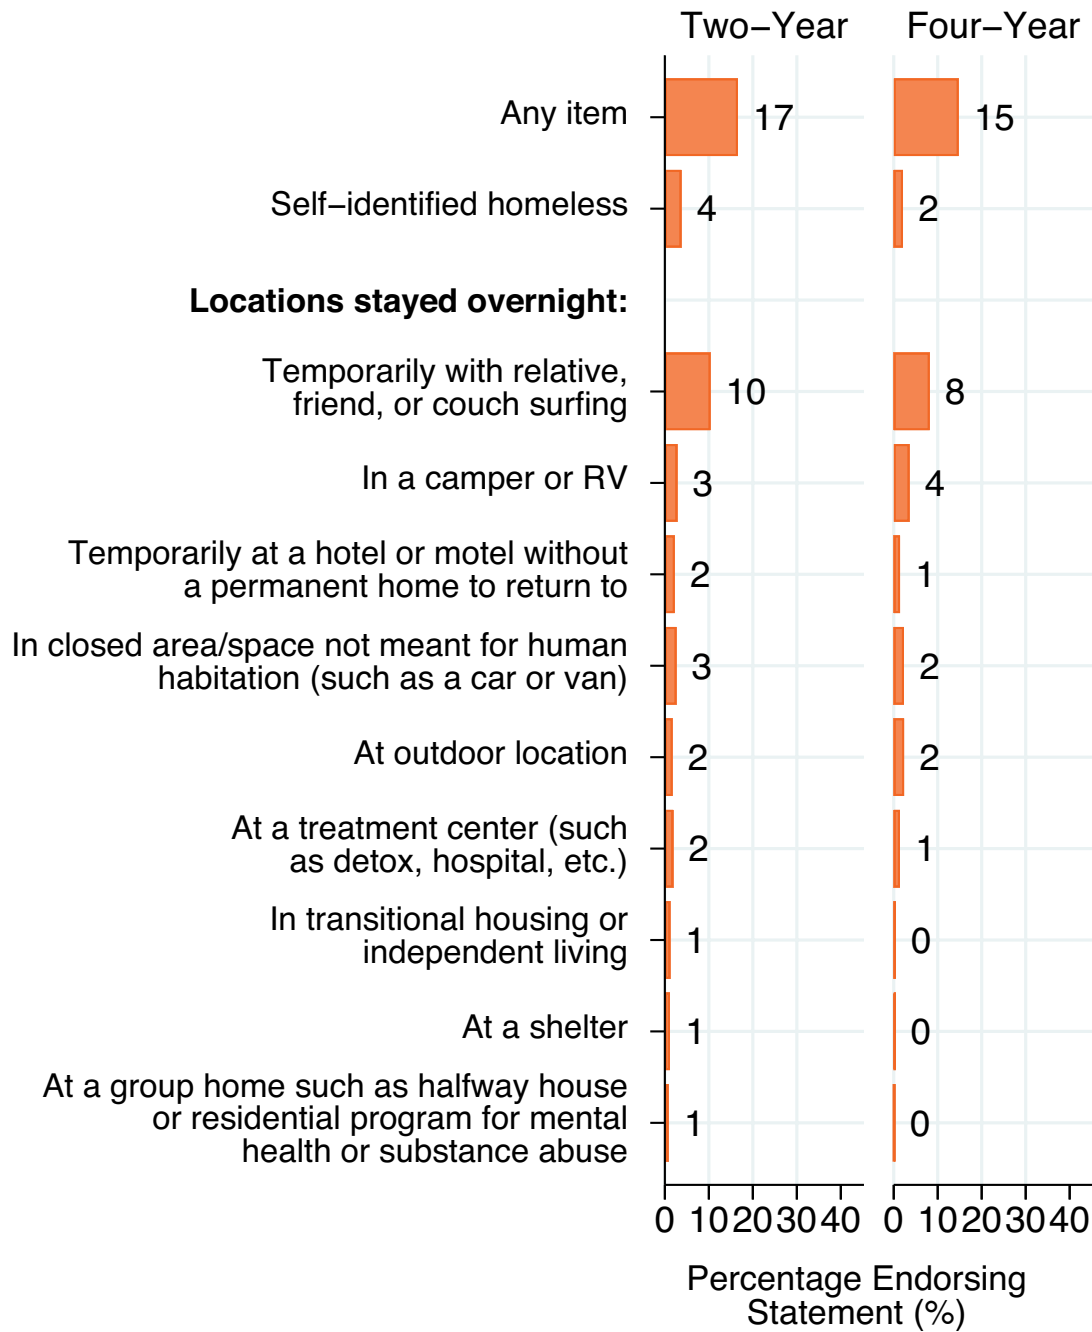 Two−Year Four−Year
Any item 17 15
Self−identified homeless 4 2
Locations stayed overnight:
Temporarily with relative,
friend, or couch surfing 10 8
In a camper or RV 3 4
Temporarily at a hotel or motel without
a permanent home to return to 2 1
In closed area/space not meant for human
habitation (such as a car or van) 3 2
At outdoor location 2 2
At a treatment center (such
as detox, hospital, etc.) 2 1
In transitional housing or
independent living 1 0
At a shelter 1 0
At a group home such as halfway house
or residential program for mental
health or substance abuse 1 0
0 10 20 30 40 0 10 20 30 40
Percentage Endorsing
Statement (%)